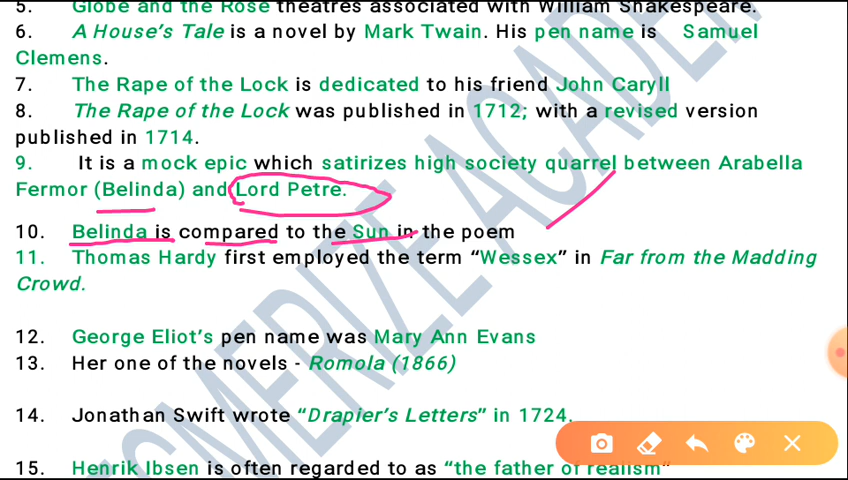 5. Globe and the Rose theatres associated with William Shakespeare.
6. A House's Tale is a novel by Mark Twain. His pen name is Samuel
Clemens.
7. The Rape of the Lock is dedicated to his friend John Caryll
8. The Rape of the Lock was published in 1712; with a revised version
published in 1714.
9. It is a mock epic which satirizes high society quarrel between Arabella
Fermor (Belinda) and Lord Petre.
10. Belinda is compared to the Sun in the poem
11. Thomas Hardy first employed the term “Wessex” in Far from the Madding
Crowd.
12. George Eliot's pen name was Mary Ann Evans
13. Her one of the novels - Romola (1866)
14. Jonathan Swift wrote “Drapier's Letters” in 1724.
15. Henrik Ibsen is often regarded to as “the father of realism”